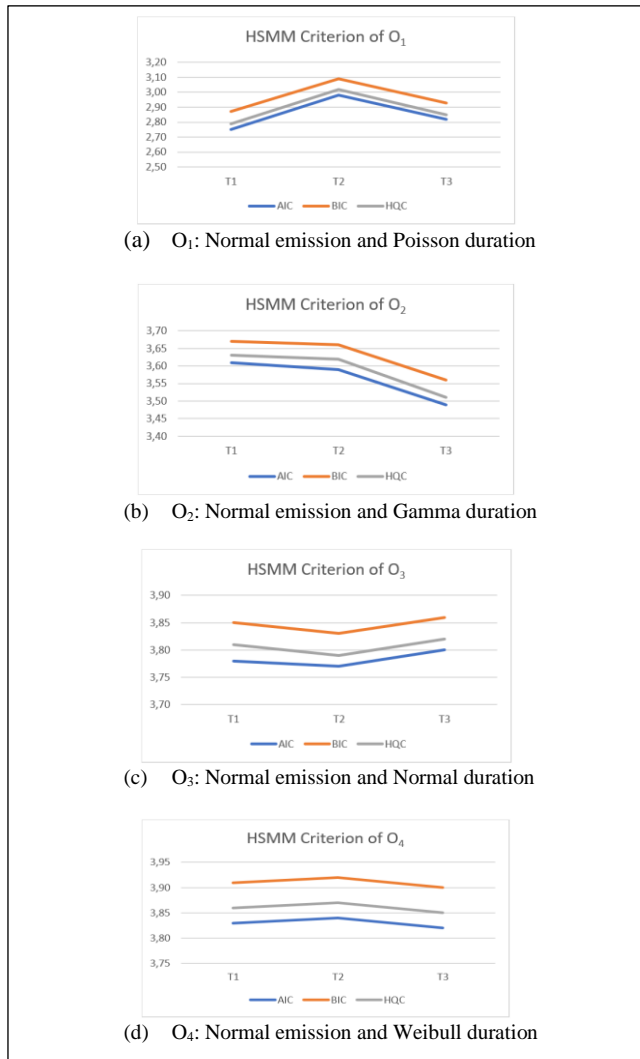 HSMM Criterion of O₁
3,20
3,10
3,00
2,90
2,80
2,70
2,60
2,50
T1 T2 T3
AIC BIC HQC
(a) O₁: Normal emission and Poisson duration
HSMM Criterion of O₂
3,70
3,65
3,60
3,55
3,50
3,45
3,40
T1 T2 T3
AIC BIC HQC
(b) O₂: Normal emission and Gamma duration
HSMM Criterion of O₃
3,90
3,85
3,80
3,75
3,70
T1 T2 T3
AIC BIC HQC
(c) O₃: Normal emission and Normal duration
HSMM Criterion of O₄
3,95
3,90
3,85
3,80
3,75
T1 T2 T3
AIC BIC HQC
(d) O₄: Normal emission and Weibull duration